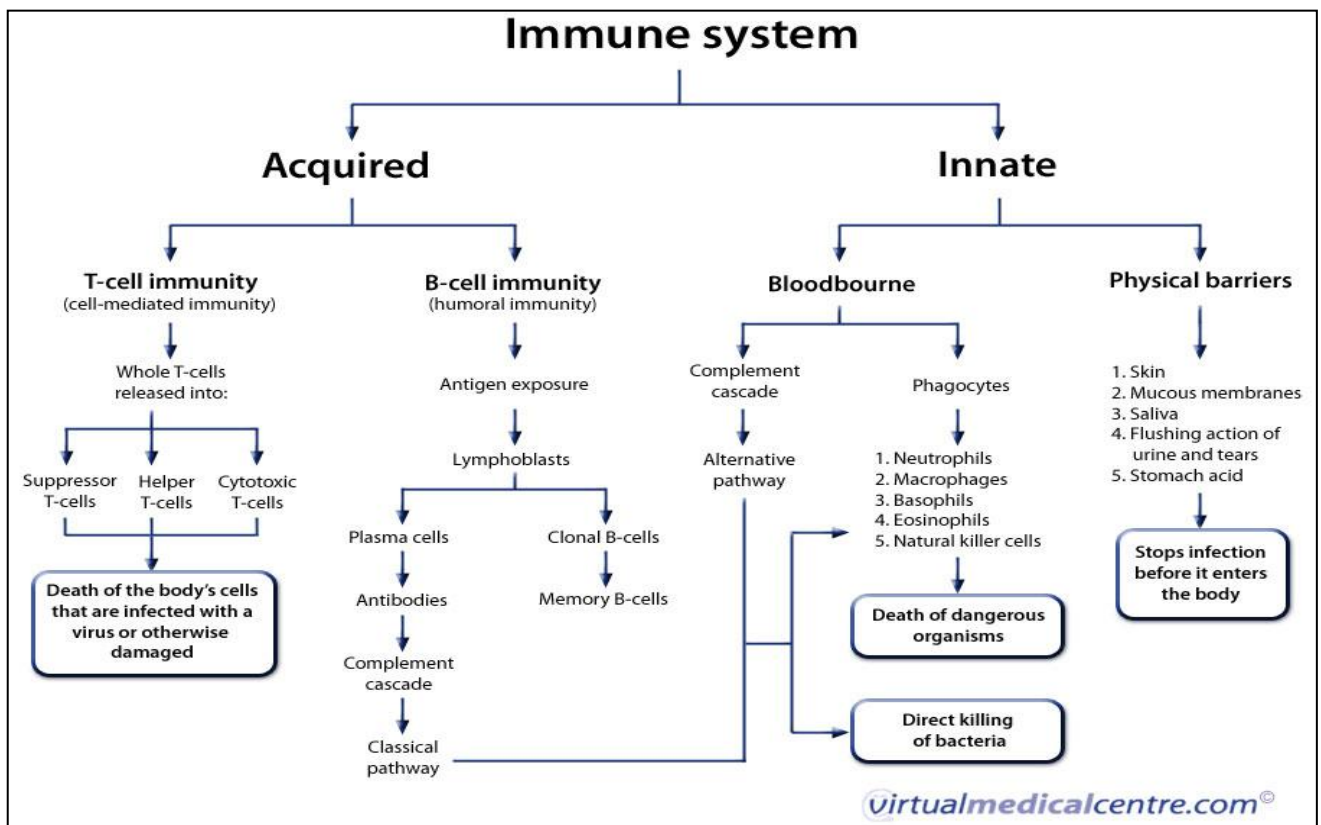 Immune system
Acquired
Innate
T-cell immunity
(cell-mediated immunity)
B-cell immunity
(humoral immunity)
Bloodbourne
Physical barriers
Whole T-cells
released into:
Suppressor
T-cells
Helper
T-cells
Cytotoxic
T-cells
Death of the body's cells
that are infected with a
virus or otherwise
damaged
Antigen exposure
Lymphoblasts
Plasma cells
Clonal B-cells
Antibodies
Memory B-cells
Complement
cascade
Classical
pathway
Complement
cascade
Alternative
pathway
Phagocytes
1. Neutrophils
2. Macrophages
3. Basophils
4. Eosinophils
5. Natural killer cells
Death of dangerous
organisms
Direct killing
of bacteria
1. Skin
2. Mucous membranes
3. Saliva
4. Flushing action of
urine and tears
5. Stomach acid
Stops infection
before it enters
the body
virtualmedicalcentre.com©